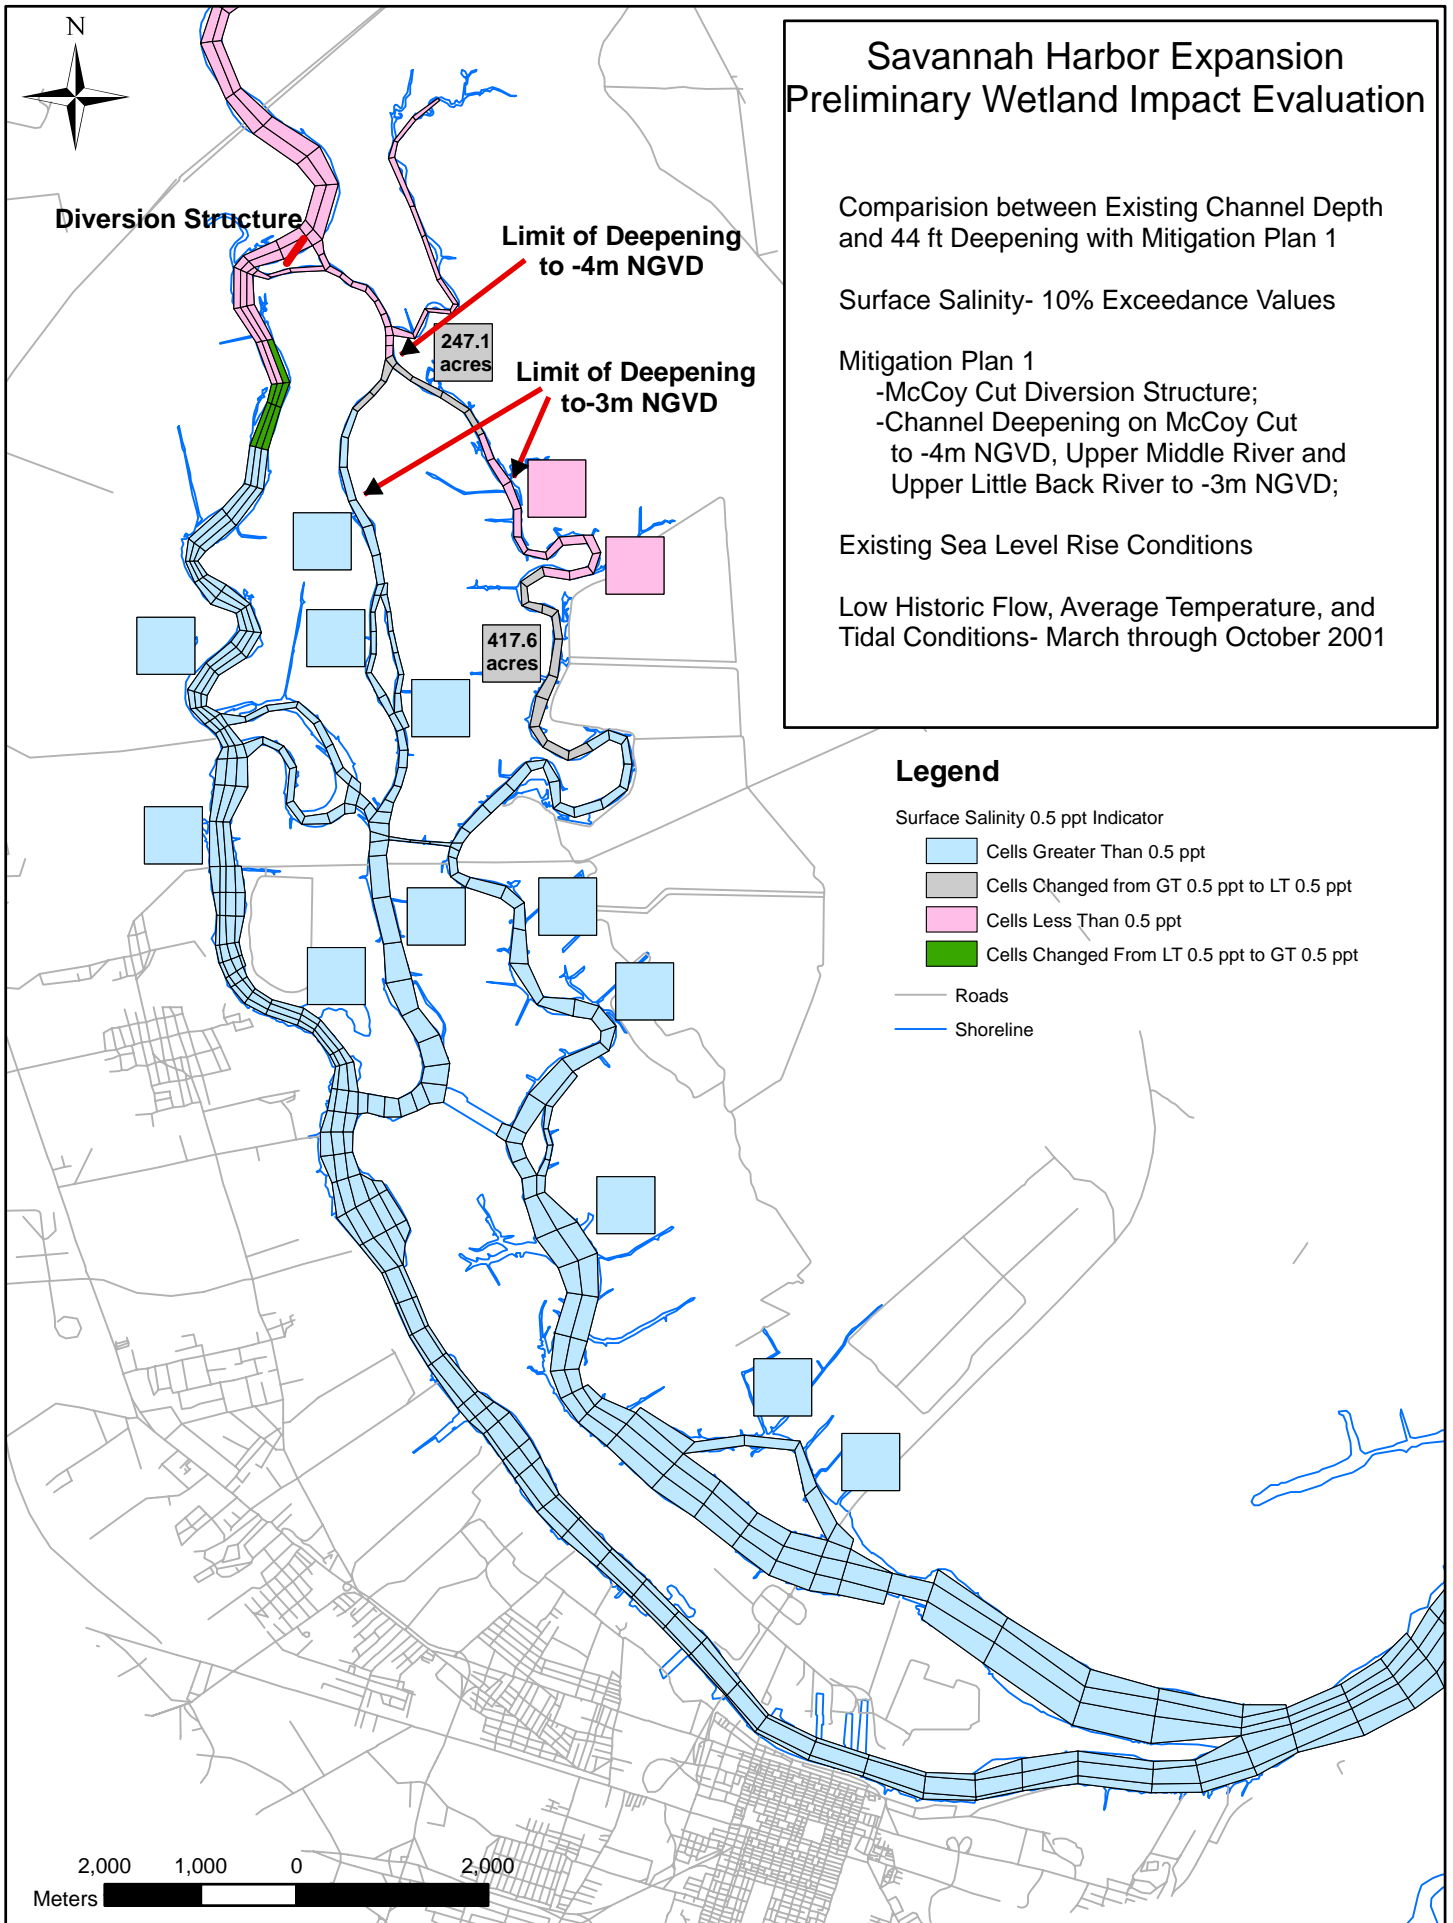 N
Savannah Harbor Expansion
Preliminary Wetland Impact Evaluation
Comparision between Existing Channel Depth
and 44 ft Deepening with Mitigation Plan 1
Surface Salinity- 10% Exceedance Values
Mitigation Plan 1
-McCoy Cut Diversion Structure;
-Channel Deepening on McCoy Cut
to -4m NGVD, Upper Middle River and
Upper Little Back River to -3m NGVD;
Existing Sea Level Rise Conditions
Low Historic Flow, Average Temperature, and
Tidal Conditions- March through October 2001
Diversion Structure
Limit of Deepening
to -4m NGVD
247.1
acres
Limit of Deepening
to-3m NGVD
417.6
acres
Legend
Surface Salinity 0.5 ppt Indicator
Cells Greater Than 0.5 ppt
Cells Changed from GT 0.5 ppt to LT 0.5 ppt
Cells Less Than 0.5 ppt
Cells Changed From LT 0.5 ppt to GT 0.5 ppt
Roads
Shoreline
2,000 1,000 0 2,000
Meters